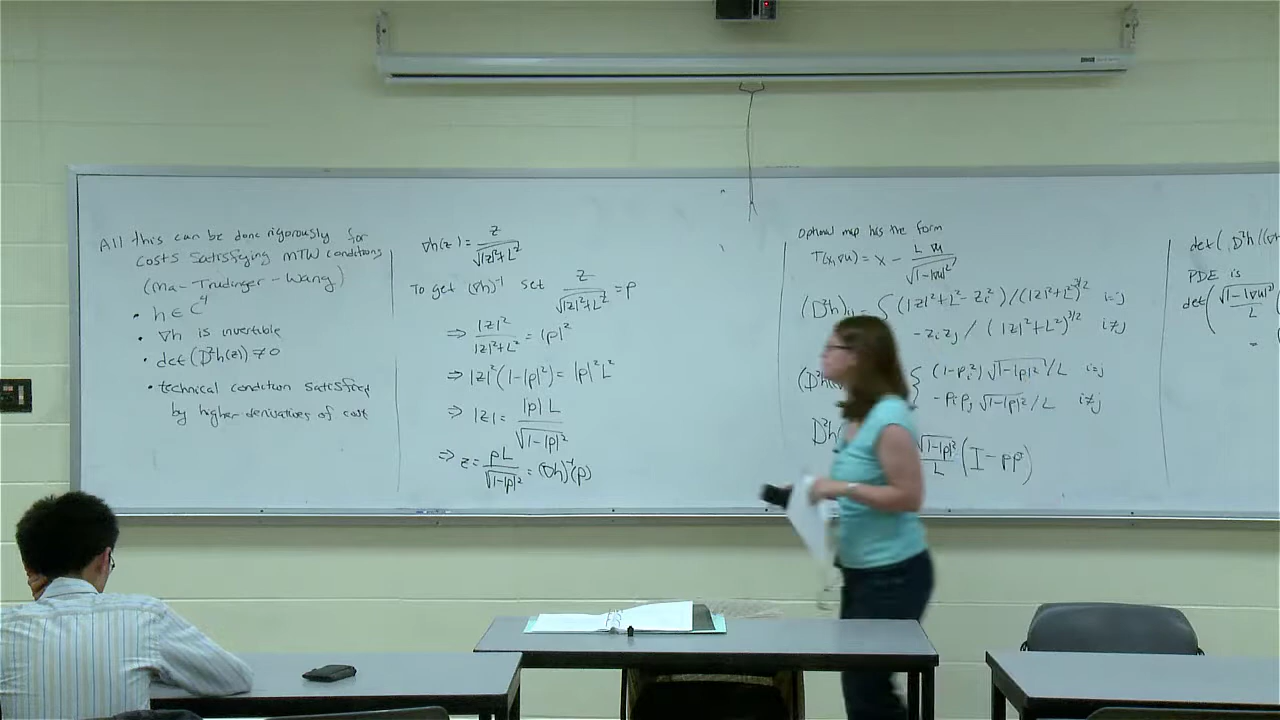 All this can be done rigorously for
costs satisfying MTW conditions
(Ma-Trudinger-Wang)
• h ∈ C⁴
• ∇h is invertible
• det(D²h(z)) ≠ 0
• technical condition satisfied
by higher derivatives of cost
∇h(z) = z / √(|z|²+L²)
To get (∇h)⁻¹ set z / √(|z|²+L²) = p
⇒ |z|² / (|z|²+L²) = |p|²
⇒ |z|²(1-|p|²) = |p|²L²
⇒ |z| = |p|L / √(1-|p|²)
⇒ z = pL / √(1-|p|²) = (∇h)⁻¹(p)
Optimal map has the form
T(x,∇u) = x - L∇u / √(1-|∇u|²)
(D²h)ᵢⱼ = { (|z|²+L²-zᵢ²)/(|z|²+L²)^3/2 i=j
-zᵢzⱼ/(|z|²+L²)^3/2 i≠j
(D²h( { (1-pᵢ²)√(1-|p|²)/L i=j
-pᵢpⱼ√(1-|p|²)/L i≠j
D²h( √(1-|p|²)/L (I-pp
det(D²h((∇
PDE is
det(√(1-|∇u|²)/L (
=